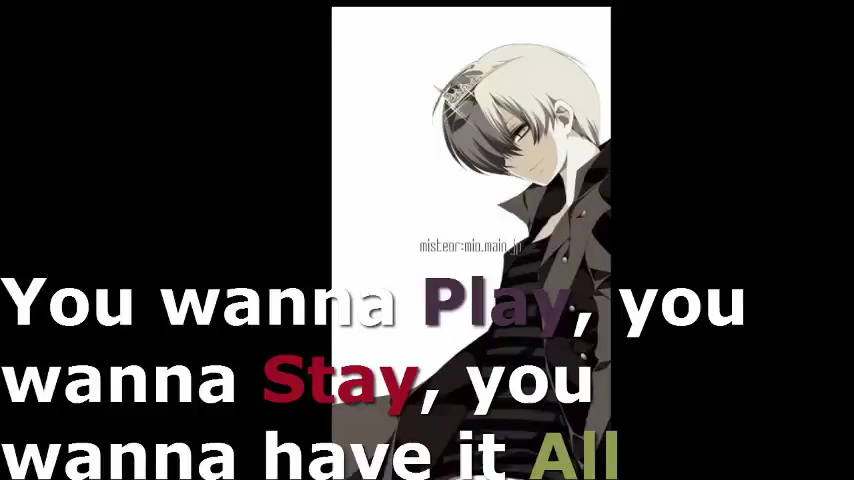 misteor:mio.main.jp
You wanna Play, you
wanna Stay, you
wanna have it All